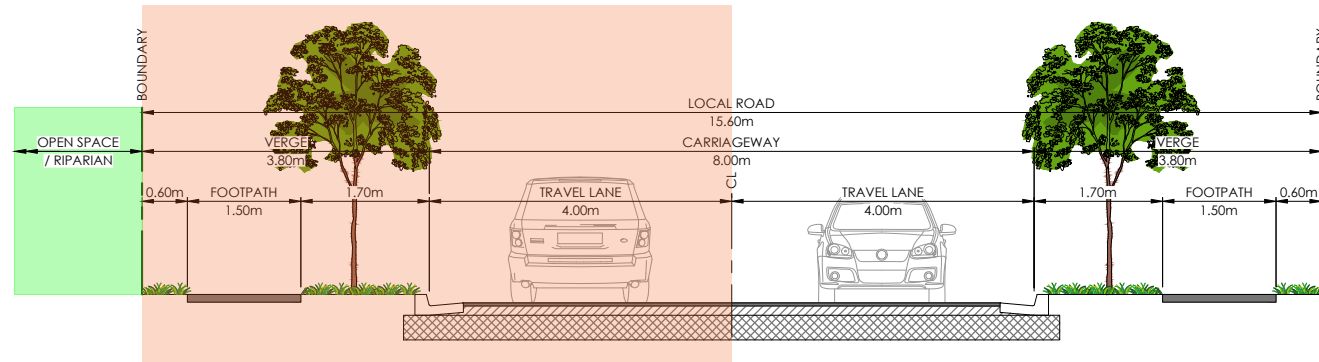 BOUNDARY
BOUNDARY
LOCAL ROAD
15.60m
OPEN SPACE
/ RIPARIAN
VERGE
3.80m
CARRIAGEWAY
8.00m
VERGE
3.80m
CL
0.60m
FOOTPATH
1.50m
1.70m
TRAVEL LANE
4.00m
TRAVEL LANE
4.00m
1.70m
FOOTPATH
1.50m
0.60m